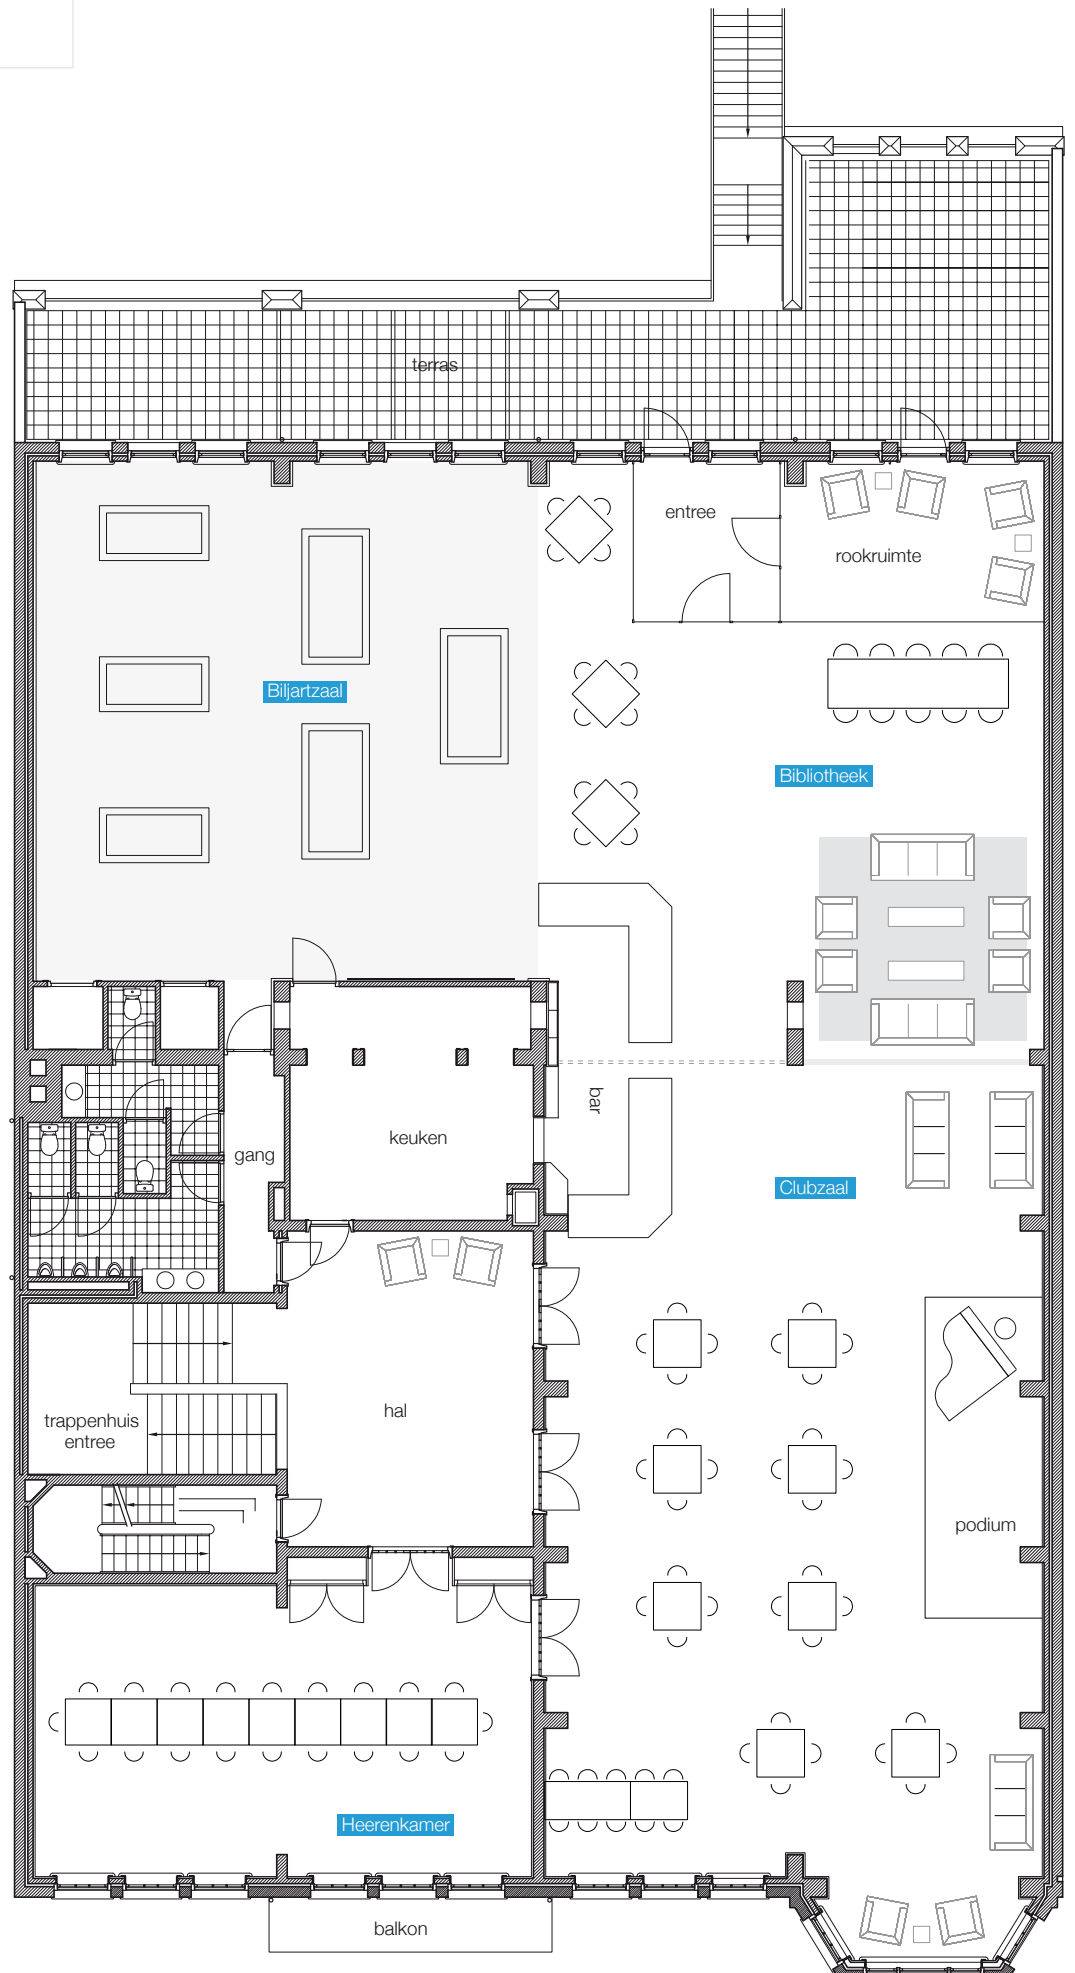 terras
entree
rookruimte
Biljartzaal
Bibliotheek
bar
keuken
gang
Clubzaal
hal
trappenhuis
entree
podium
Heerenkamer
balkon